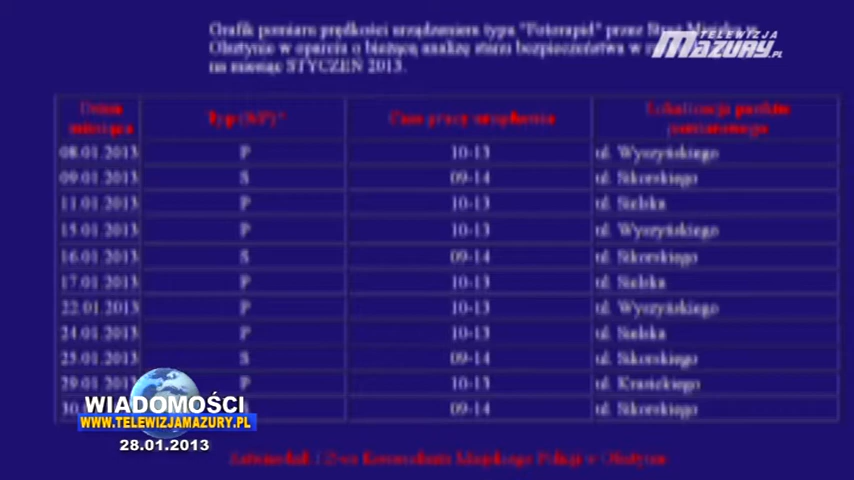 Grafik pomiaru prędkości urządzeniem typu "Fotorapid" przez Straż Miejską w
Olsztynie w oparciu o bieżącą analizę stanu bezpieczeństwa w
na miesiąc STYCZEŃ 2013.
TELEWIZJA
MAZURY.PL
Dzień miesiąca Typ (S/P)* Czas pracy urządzenia Lokalizacja punktu pomiarowego
08.01.2013 P 10-13 ul. Wyszyńskiego
09.01.2013 S 09-14 ul. Sikorskiego
11.01.2013 P 10-13 ul. Sielska
15.01.2013 P 10-13 ul. Wyszyńskiego
16.01.2013 S 09-14 ul. Sikorskiego
17.01.2013 P 10-13 ul. Sielska
22.01.2013 P 10-13 ul. Wyszyńskiego
24.01.2013 P 10-13 ul. Sielska
25.01.2013 S 09-14 ul. Sikorskiego
29.01.2013 P 10-13 ul. Krasickiego
30. 09-14 ul. Sikorskiego
WIADOMOŚCI
WWW.TELEWIZJAMAZURY.PL
28.01.2013
Komendanta Miejskiego Policji w Olsztynie